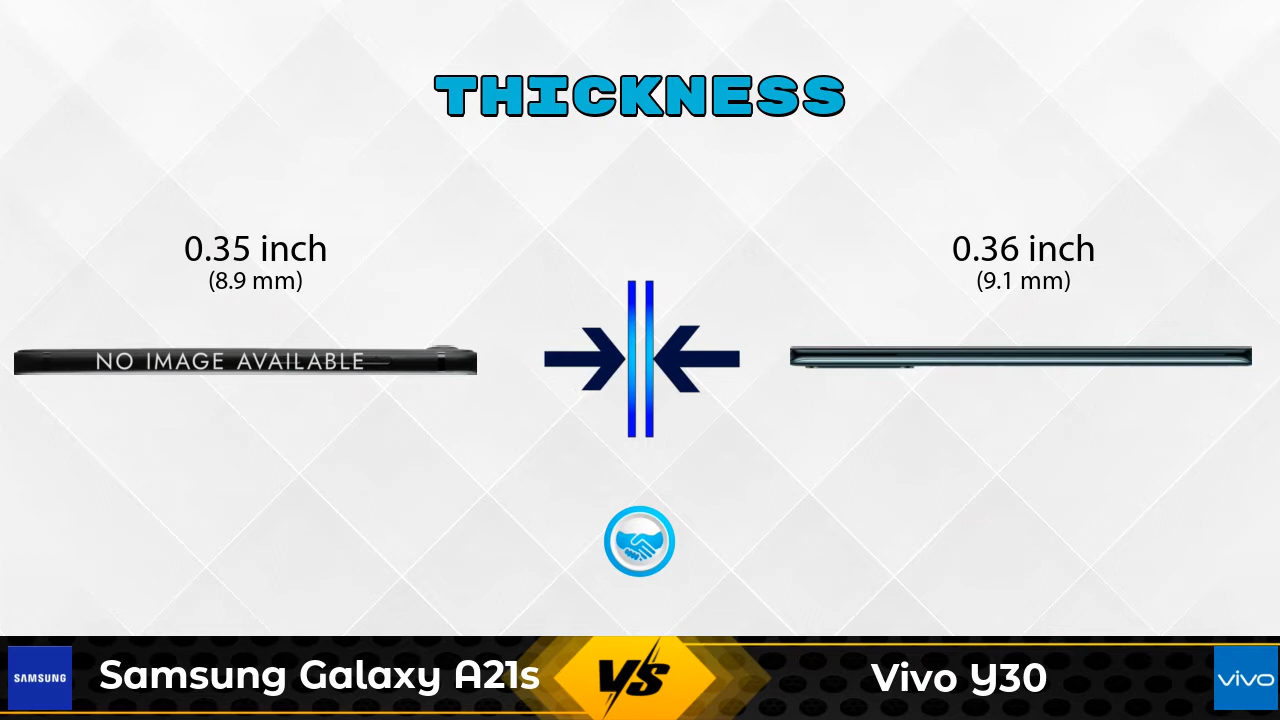 THICKNESS
0.35 inch
(8.9 mm)
0.36 inch
(9.1 mm)
NO IMAGE AVAILABLE
SAMSUNG
Samsung Galaxy A21s
VS
Vivo Y30
vivo